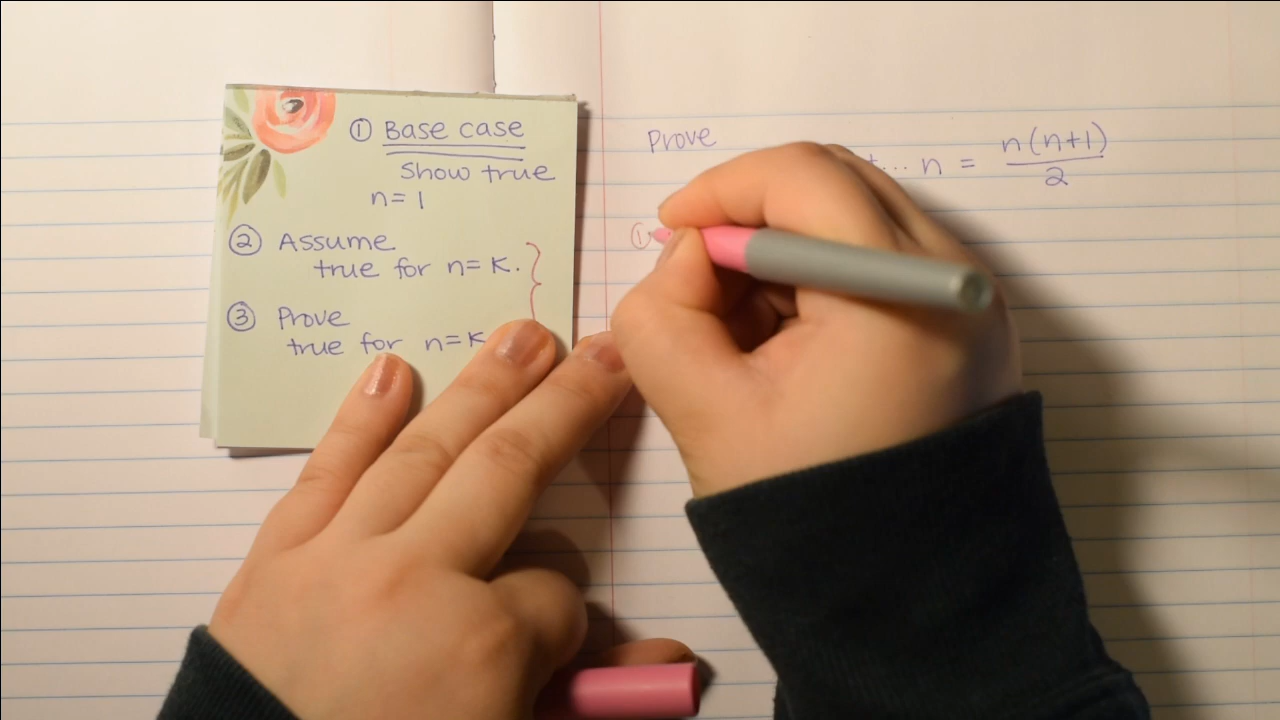 ① Base case
Show true
n=1
② Assume
true for n=k.
③ Prove
true for n=k
Prove
+... n = n(n+1)/2
①